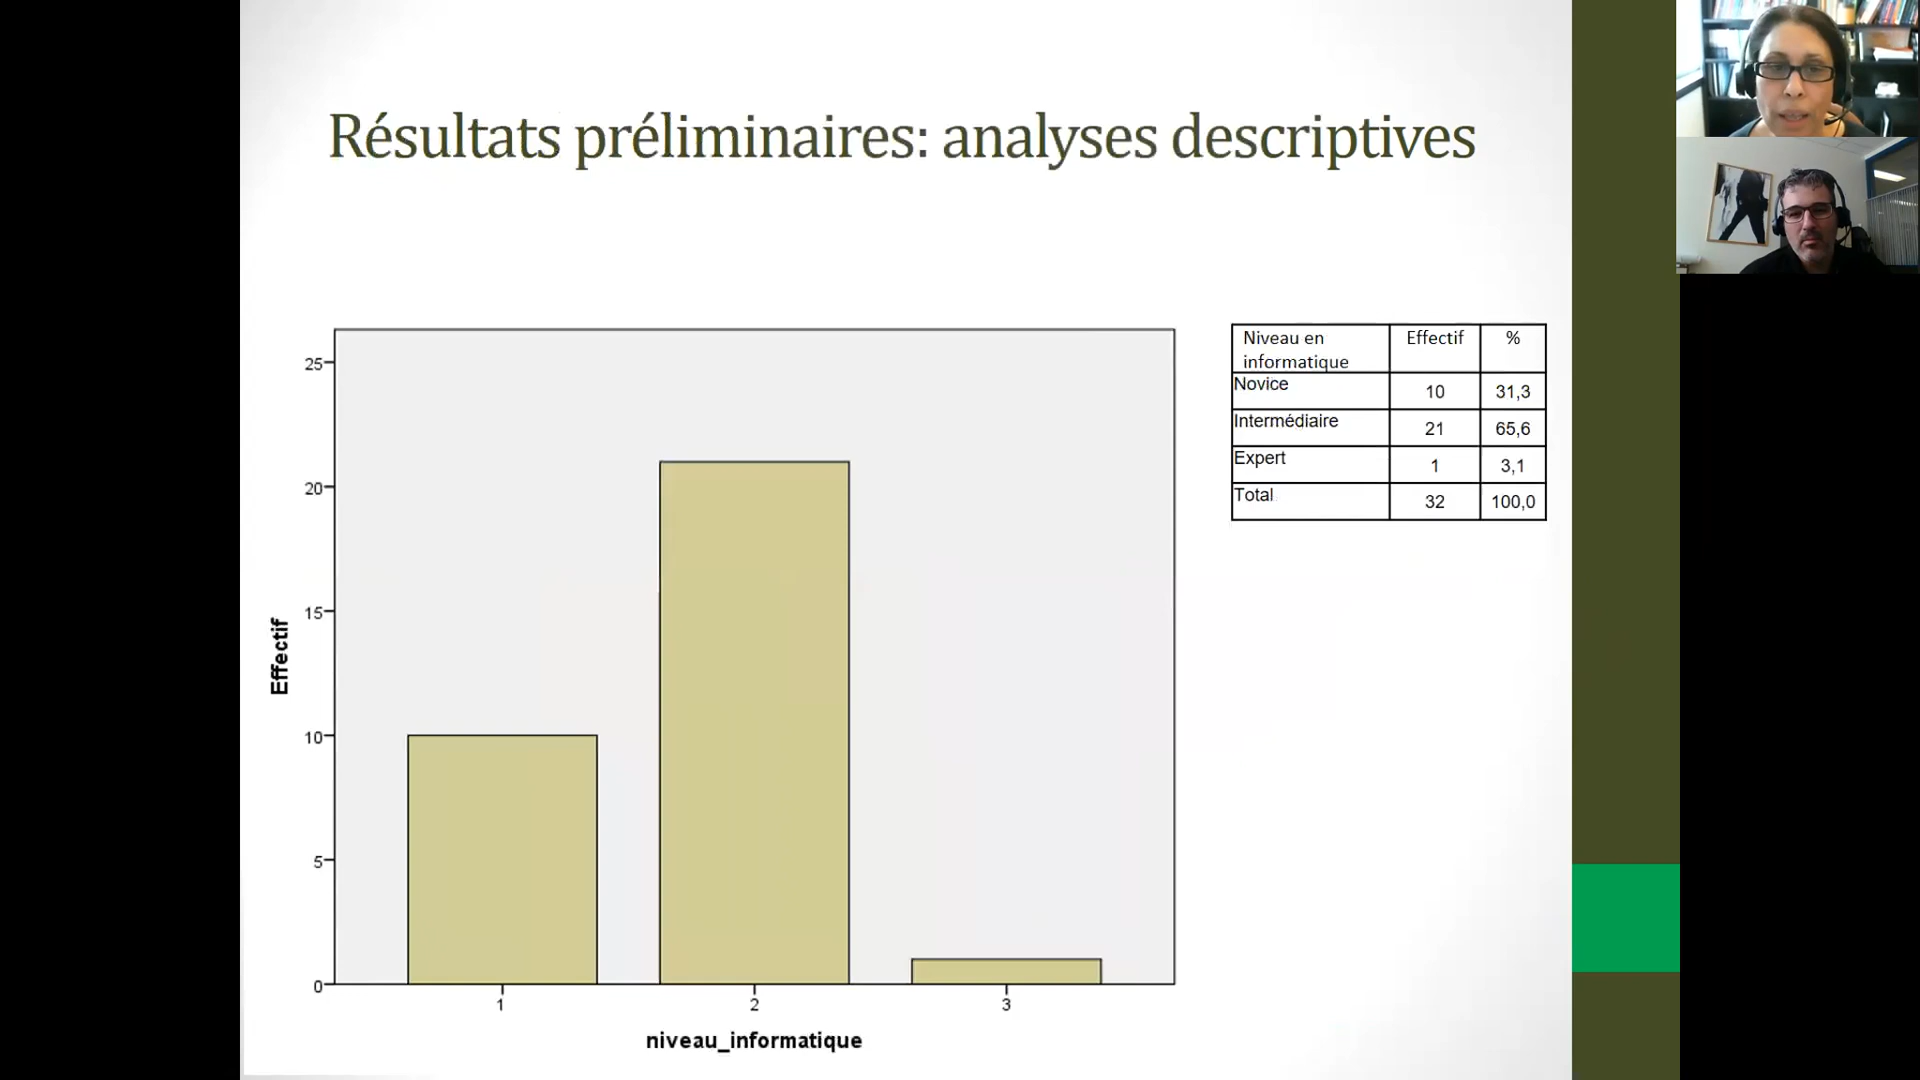 Résultats préliminaires: analyses descriptives
25
20
15
10
5
0
Effectif
1 2 3
niveau_informatique
Niveau en informatique Effectif %
Novice 10 31,3
Intermédiaire 21 65,6
Expert 1 3,1
Total 32 100,0